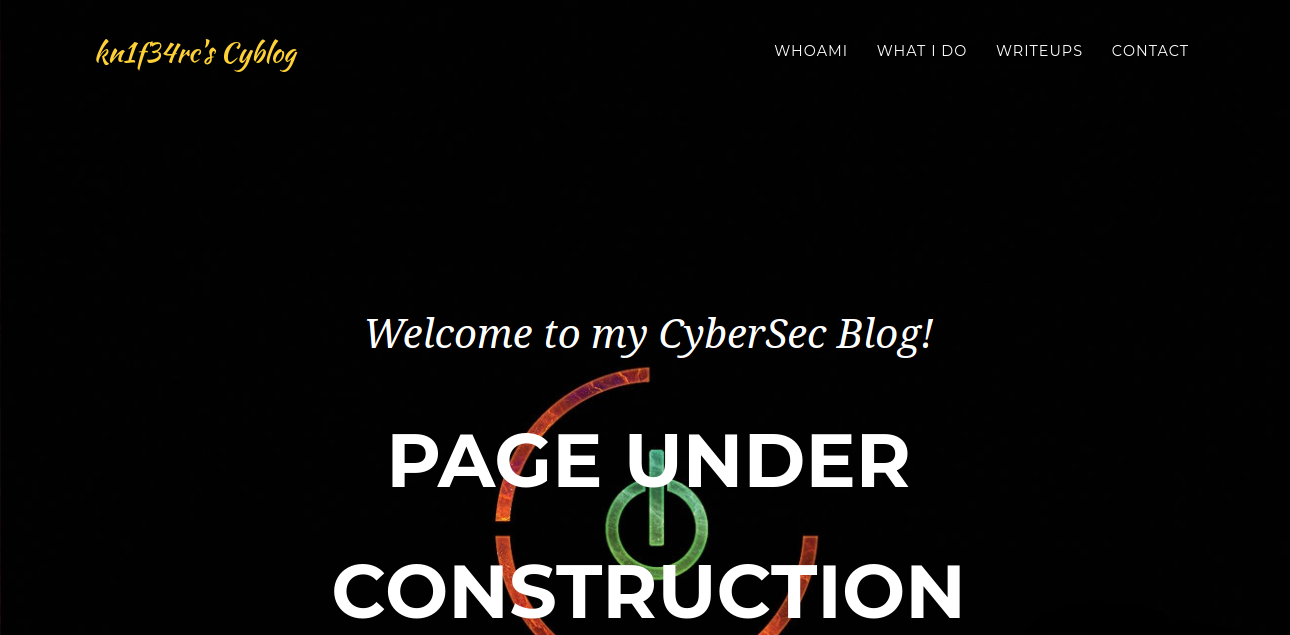 kn1f34rc's Cyblog
WHOAMI WHAT I DO WRITEUPS CONTACT
Welcome to my CyberSec Blog!
PAGE UNDER
CONSTRUCTION